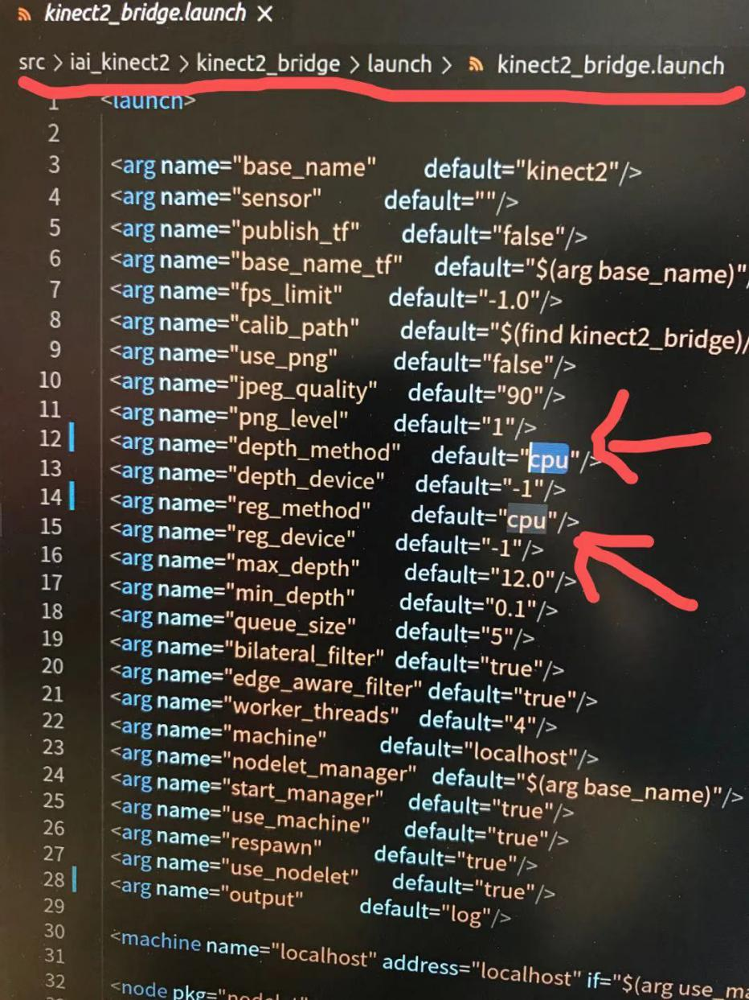 kinect2_bridge.launch ×
src > iai_kinect2 > kinect2_bridge > launch > kinect2_bridge.launch
1 <launch>
2
3 <arg name="base_name" default="kinect2"/>
4 <arg name="sensor" default=""/>
5 <arg name="publish_tf" default="false"/>
6 <arg name="base_name_tf" default="$(arg base_name)"/
7 <arg name="fps_limit" default="-1.0"/>
8 <arg name="calib_path" default="$(find kinect2_bridge)/
9 <arg name="use_png" default="false"/>
10 <arg name="jpeg_quality" default="90"/>
11 <arg name="png_level" default="1"/>
12 <arg name="depth_method" default="cpu"/>
13 <arg name="depth_device" default="-1"/>
14 <arg name="reg_method" default="cpu"/>
15 <arg name="reg_device" default="-1"/>
16 <arg name="max_depth" default="12.0"/>
17 <arg name="min_depth" default="0.1"/>
18 <arg name="queue_size" default="5"/>
19 <arg name="bilateral_filter" default="true"/>
20 <arg name="edge_aware_filter" default="true"/>
21 <arg name="worker_threads" default="4"/>
22 <arg name="machine" default="localhost"/>
23 <arg name="nodelet_manager" default="$(arg base_name)"/>
24 <arg name="start_manager" default="true"/>
25 <arg name="use_machine" default="true"/>
26 <arg name="respawn" default="true"/>
27 <arg name="use_nodelet" default="true"/>
28 <arg name="output" default="log"/>
29
30 <machine name="localhost" address="localhost" if="$(arg use_ma
31
32 <node pkg="nodelet"